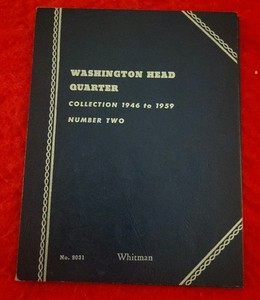 WASHINGTON HEAD
QUARTER
COLLECTION 1946 to 1959
NUMBER TWO
No. 9031 Whitman